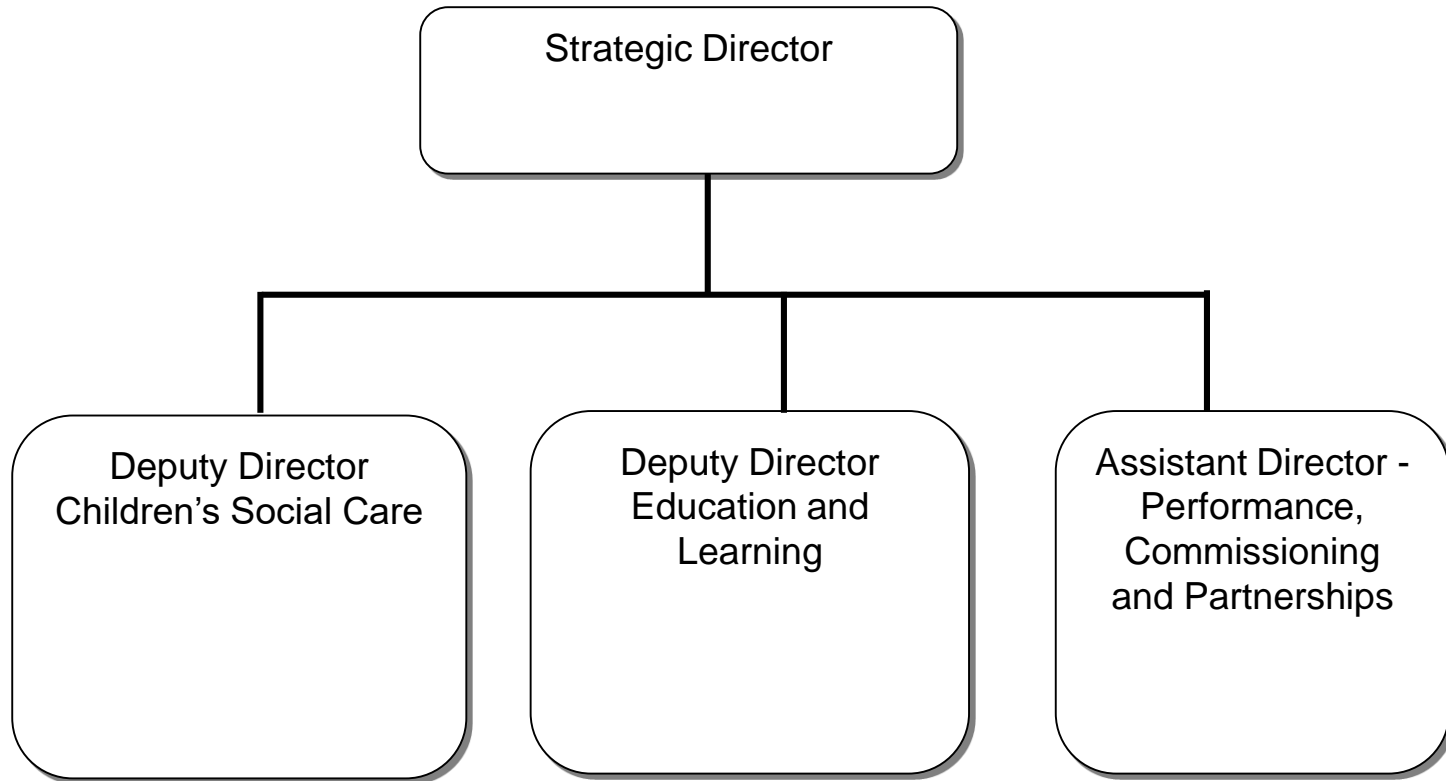 Strategic Director
Deputy Director
Children’s Social Care
Deputy Director
Education and
Learning
Assistant Director -
Performance,
Commissioning
and Partnerships